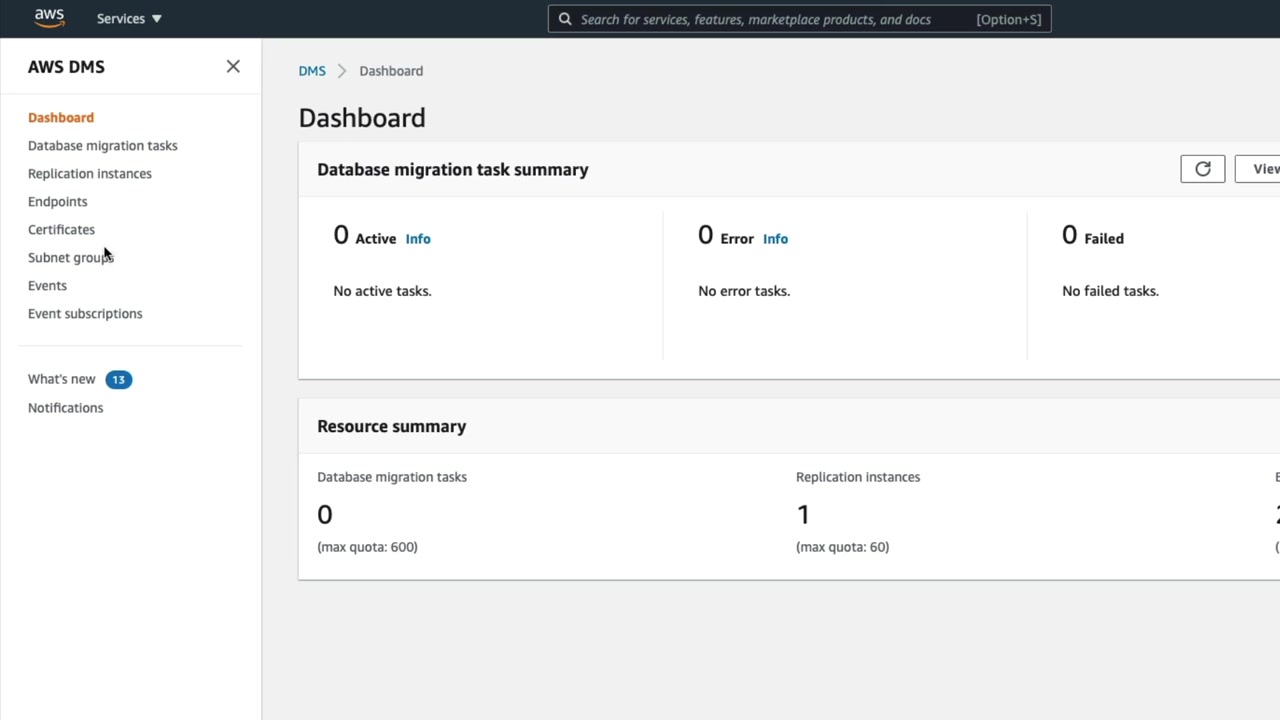 aws Services ▼ Search for services, features, marketplace products, and docs [Option+S]
AWS DMS
Dashboard
Database migration tasks
Replication instances
Endpoints
Certificates
Subnet groups
Events
Event subscriptions
What's new 13
Notifications
DMS > Dashboard
Dashboard
Database migration task summary
0 Active Info
No active tasks.
0 Error Info
No error tasks.
0 Failed
No failed tasks.
Resource summary
Database migration tasks
0
(max quota: 600)
Replication instances
1
(max quota: 60)